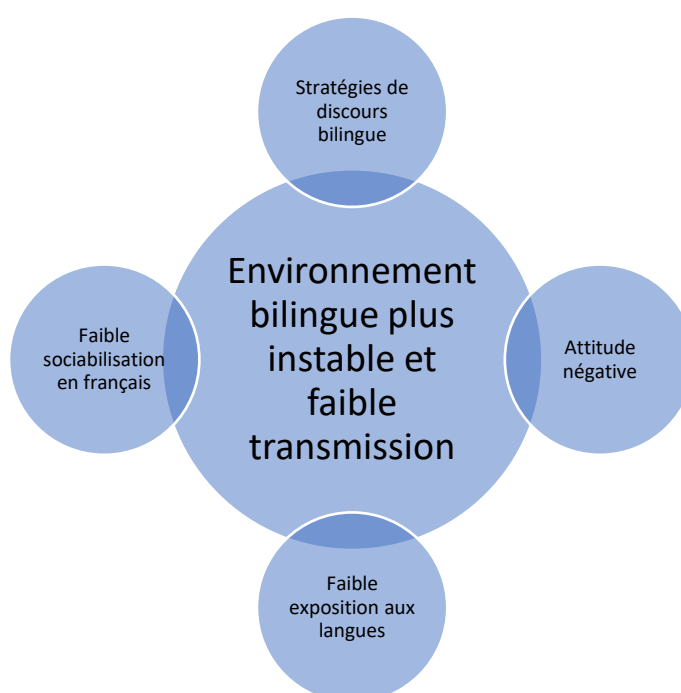 Stratégies de
discours
bilingue
Environnement
bilingue plus
instable et
faible
transmission
Faible
sociabilisation
en français
Attitude
négative
Faible
exposition aux
langues